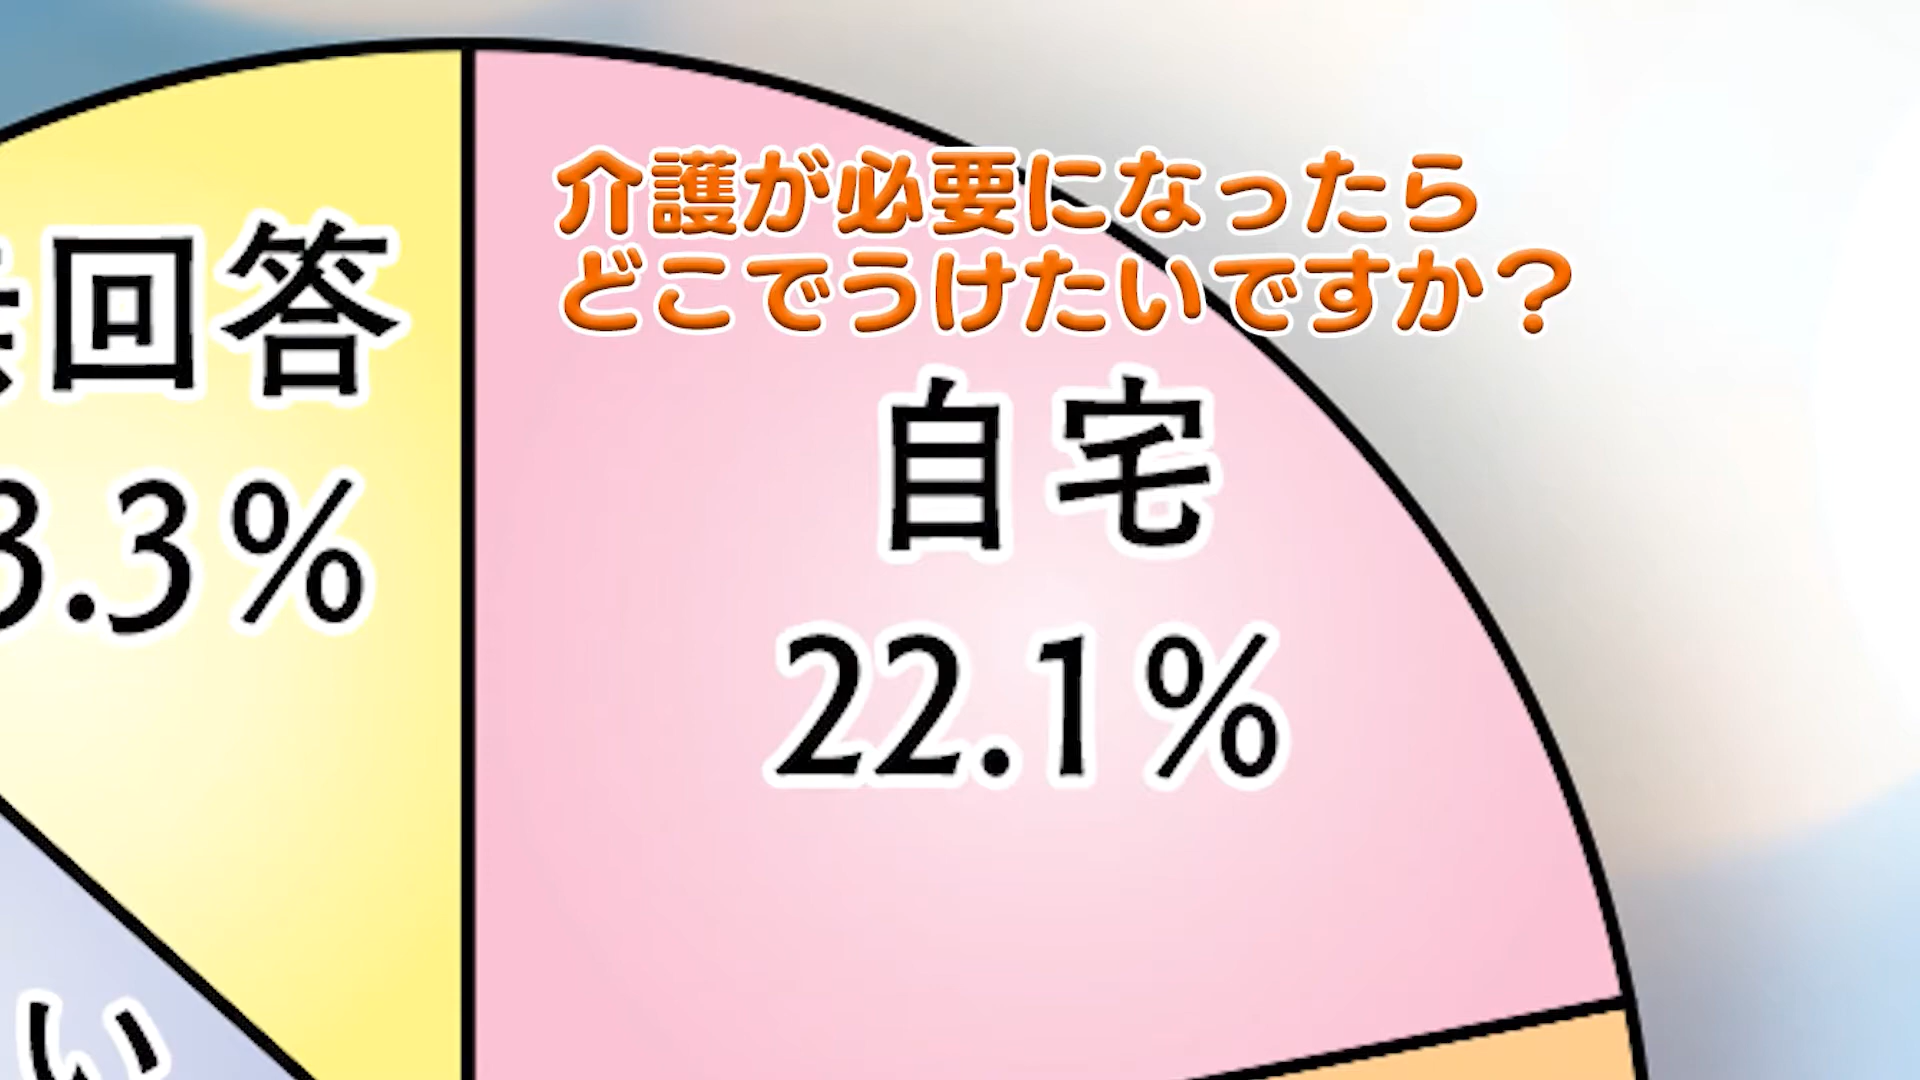 介護が必要になったら
どこでうけたいですか?
回答
3.3%
自宅
22.1%
い